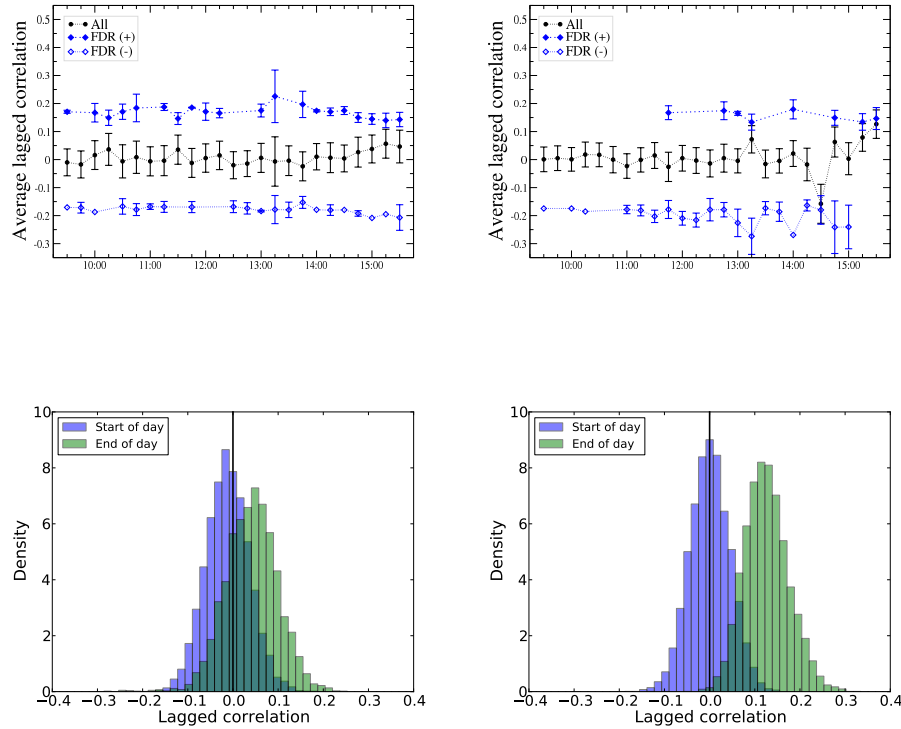 Average lagged correlation
0.5
0.4
0.3
0.2
0.1
0
-0.1
-0.2
-0.3
All
FDR (+)
FDR (-)
10:00 11:00 12:00 13:00 14:00 15:00
Average lagged correlation
0.5
0.4
0.3
0.2
0.1
0
-0.1
-0.2
-0.3
All
FDR (+)
FDR (-)
10:00 11:00 12:00 13:00 14:00 15:00
Density
10
8
6
4
2
0
Start of day
End of day
−0.4 −0.3 −0.2 −0.1 0.0 0.1 0.2 0.3 0.4
Lagged correlation
Density
10
8
6
4
2
0
Start of day
End of day
−0.4 −0.3 −0.2 −0.1 0.0 0.1 0.2 0.3 0.4
Lagged correlation